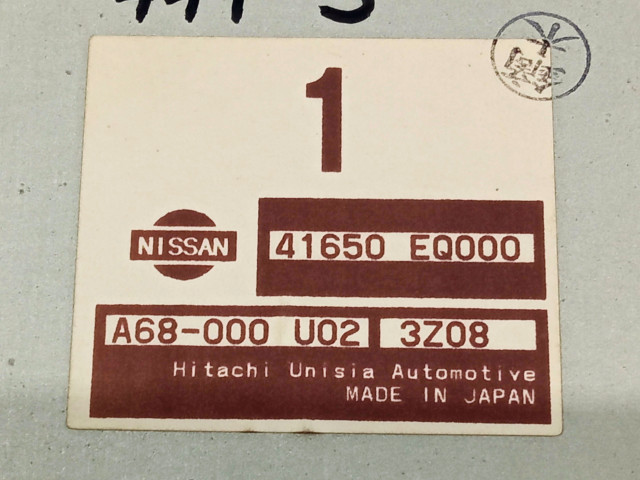 1
NISSAN
41650 EQ000
A68-000 U02 3Z08
Hitachi Unisia Automotive
MADE IN JAPAN